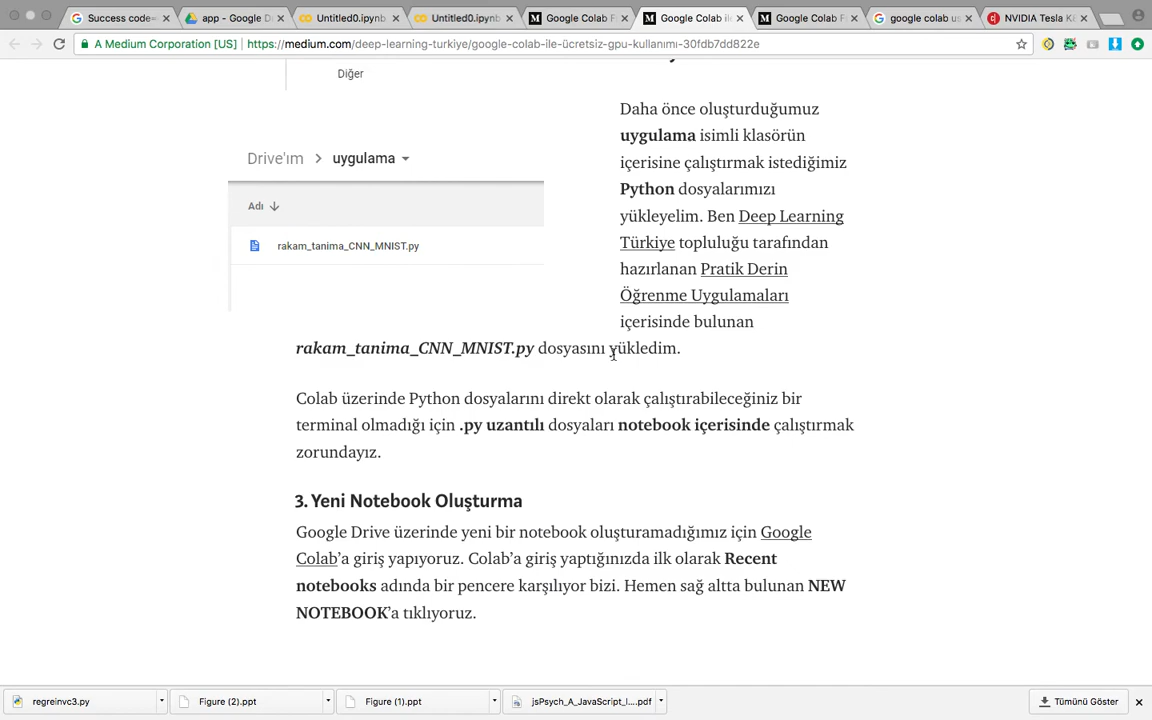 Success code=
app - Google D
Untitled0.ipynb
Untitled0.ipynb
Google Colab F
Google Colab ile
Google Colab F
google colab us
NVIDIA Tesla K
A Medium Corporation [US]
https://medium.com/deep-learning-turkiye/google-colab-ile-ücretsiz-gpu-kullanımı-30fdb7dd822e
Diğer
Drive'ım > uygulama
Adı
rakam_tanima_CNN_MNIST.py
Daha önce oluşturduğumuz
uygulama isimli klasörün
içerisine çalıştırmak istediğimiz
Python dosyalarımızı
yükleyelim. Ben Deep Learning
Türkiye topluluğu tarafından
hazırlanan Pratik Derin
Öğrenme Uygulamaları
içerisinde bulunan
rakam_tanima_CNN_MNIST.py dosyasını yükledim.
Colab üzerinde Python dosyalarını direkt olarak çalıştırabileceğiniz bir
terminal olmadığı için .py uzantılı dosyaları notebook içerisinde çalıştırmak
zorundayız.
3. Yeni Notebook Oluşturma
Google Drive üzerinde yeni bir notebook oluşturamadığımız için Google
Colab’a giriş yapıyoruz. Colab’a giriş yaptığınızda ilk olarak Recent
notebooks adında bir pencere karşılıyor bizi. Hemen sağ altta bulunan NEW
NOTEBOOK’a tıklıyoruz.
regreinvc3.py
Figure (2).ppt
Figure (1).ppt
jsPsych_A_JavaScript_l....pdf
Tümünü Göster